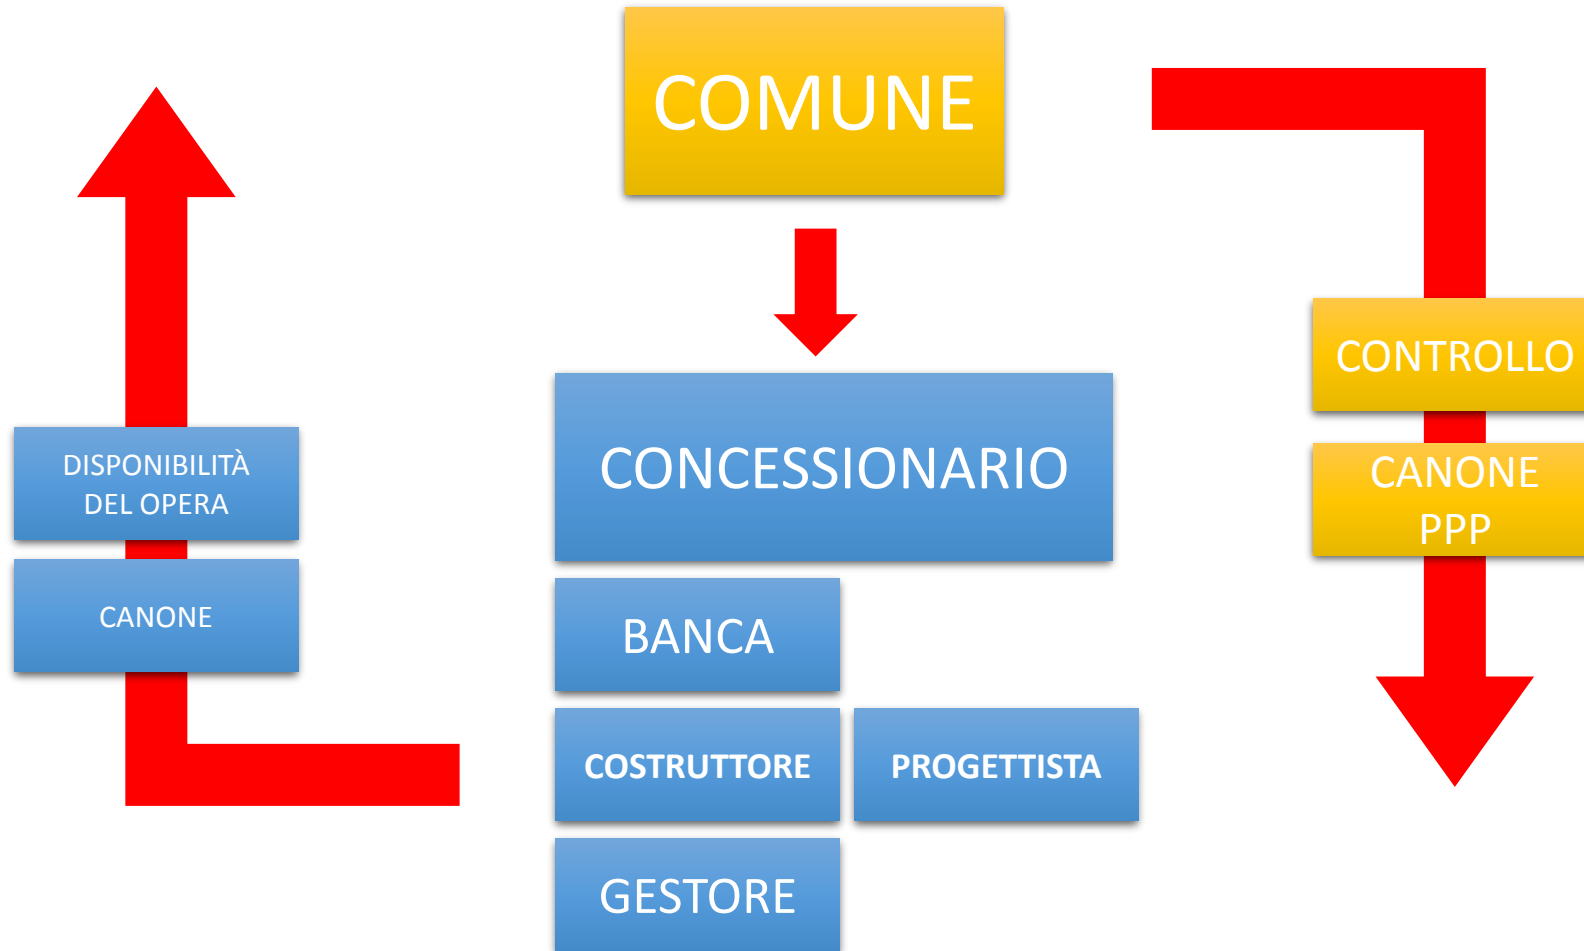 COMUNE
CONTROLLO
CONCESSIONARIO
DISPONIBILITÀ
DEL OPERA
CANONE
PPP
CANONE
BANCA
COSTRUTTORE
PROGETTISTA
GESTORE